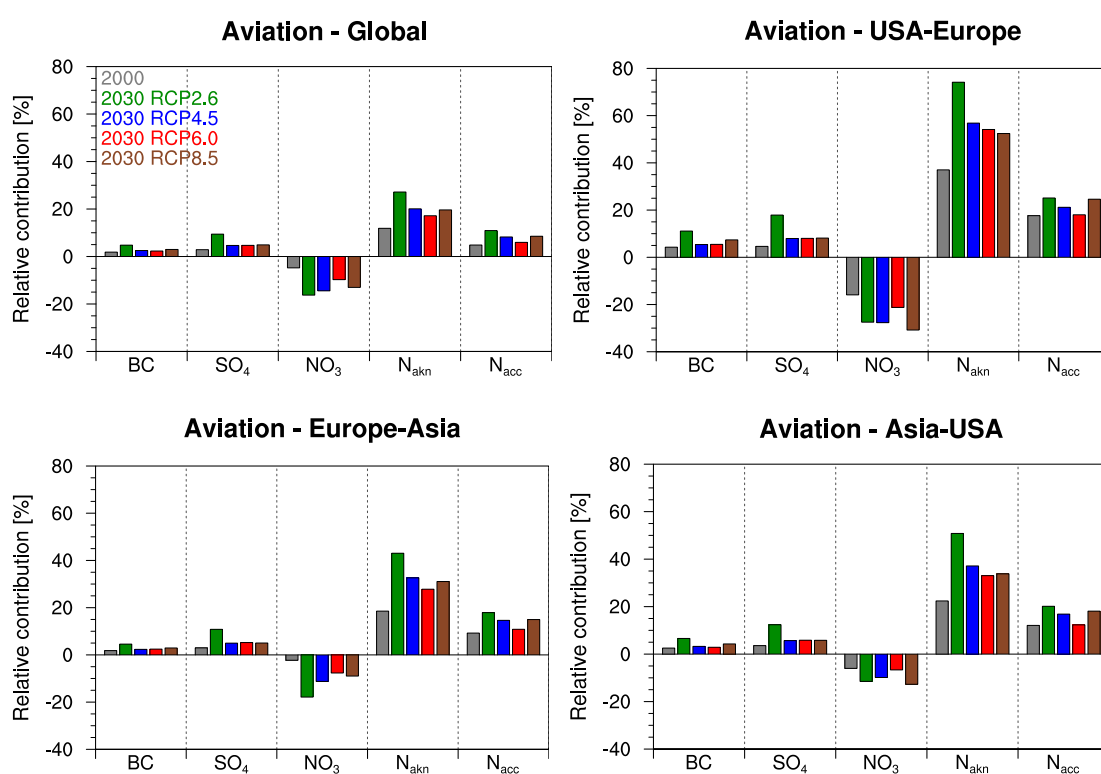 Aviation - Global
Relative contribution [%]
80
60
40
20
0
-20
-40
2000
2030 RCP2.6
2030 RCP4.5
2030 RCP6.0
2030 RCP8.5
BC SO₄ NO₃ Nakn Nacc
Aviation - USA-Europe
Relative contribution [%]
80
60
40
20
0
-20
-40
BC SO₄ NO₃ Nakn Nacc
Aviation - Europe-Asia
Relative contribution [%]
80
60
40
20
0
-20
-40
BC SO₄ NO₃ Nakn Nacc
Aviation - Asia-USA
Relative contribution [%]
80
60
40
20
0
-20
-40
BC SO₄ NO₃ Nakn Nacc